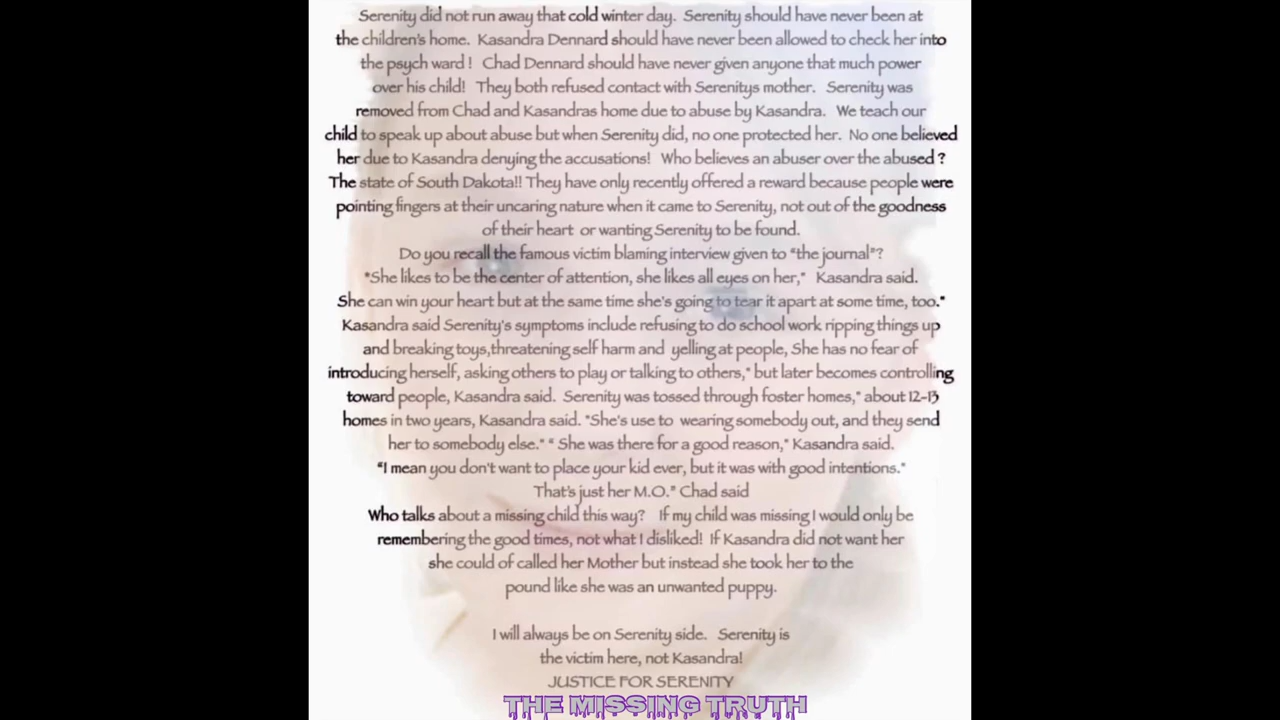 Serenity did not run away that cold winter day. Serenity should have never been at
the children's home. Kasandra Dennard should have never been allowed to check her into
the psych ward ! Chad Dennard should have never given anyone that much power
over his child! They both refused contact with Serenitys mother. Serenity was
removed from Chad and Kasandras home due to abuse by Kasandra. We teach our
child to speak up about abuse but when Serenity did, no one protected her. No one believed
her due to Kasandra denying the accusations! Who believes an abuser over the abused ?
The state of South Dakota!! They have only recently offered a reward because people were
pointing fingers at their uncaring nature when it came to Serenity, not out of the goodness
of their heart or wanting Serenity to be found.
Do you recall the famous victim blaming interview given to "the journal"?
"She likes to be the center of attention, she likes all eyes on her," Kasandra said.
She can win your heart but at the same time she's going to tear it apart at some time, too."
Kasandra said Serenity's symptoms include refusing to do school work ripping things up
and breaking toys,threatening self harm and yelling at people, She has no fear of
introducing herself, asking others to play or talking to others," but later becomes controlling
toward people, Kasandra said. Serenity was tossed through foster homes," about 12-13
homes in two years, Kasandra said. "She's use to wearing somebody out, and they send
her to somebody else." " She was there for a good reason," Kasandra said.
"I mean you don't want to place your kid ever, but it was with good intentions."
That's just her M.O." Chad said
Who talks about a missing child this way? If my child was missing I would only be
remembering the good times, not what I disliked! If Kasandra did not want her
she could of called her Mother but instead she took her to the
pound like she was an unwanted puppy.
I will always be on Serenity side. Serenity is
the victim here, not Kasandra!
JUSTICE FOR SERENITY
THE MISSING TRUTH